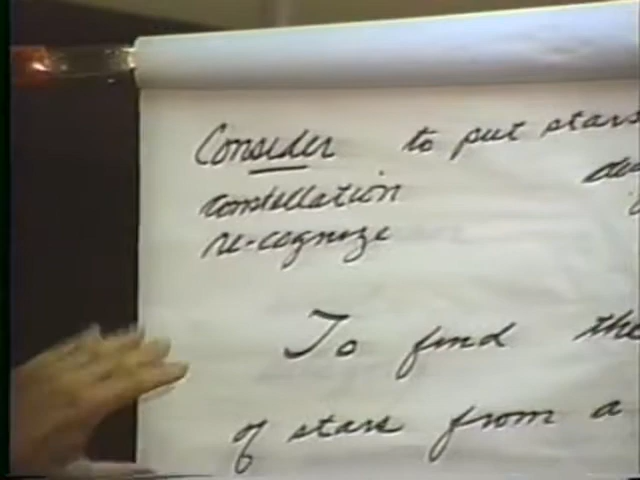 Consider to put stars
constellation
re-cognize
To find the
of stars from a